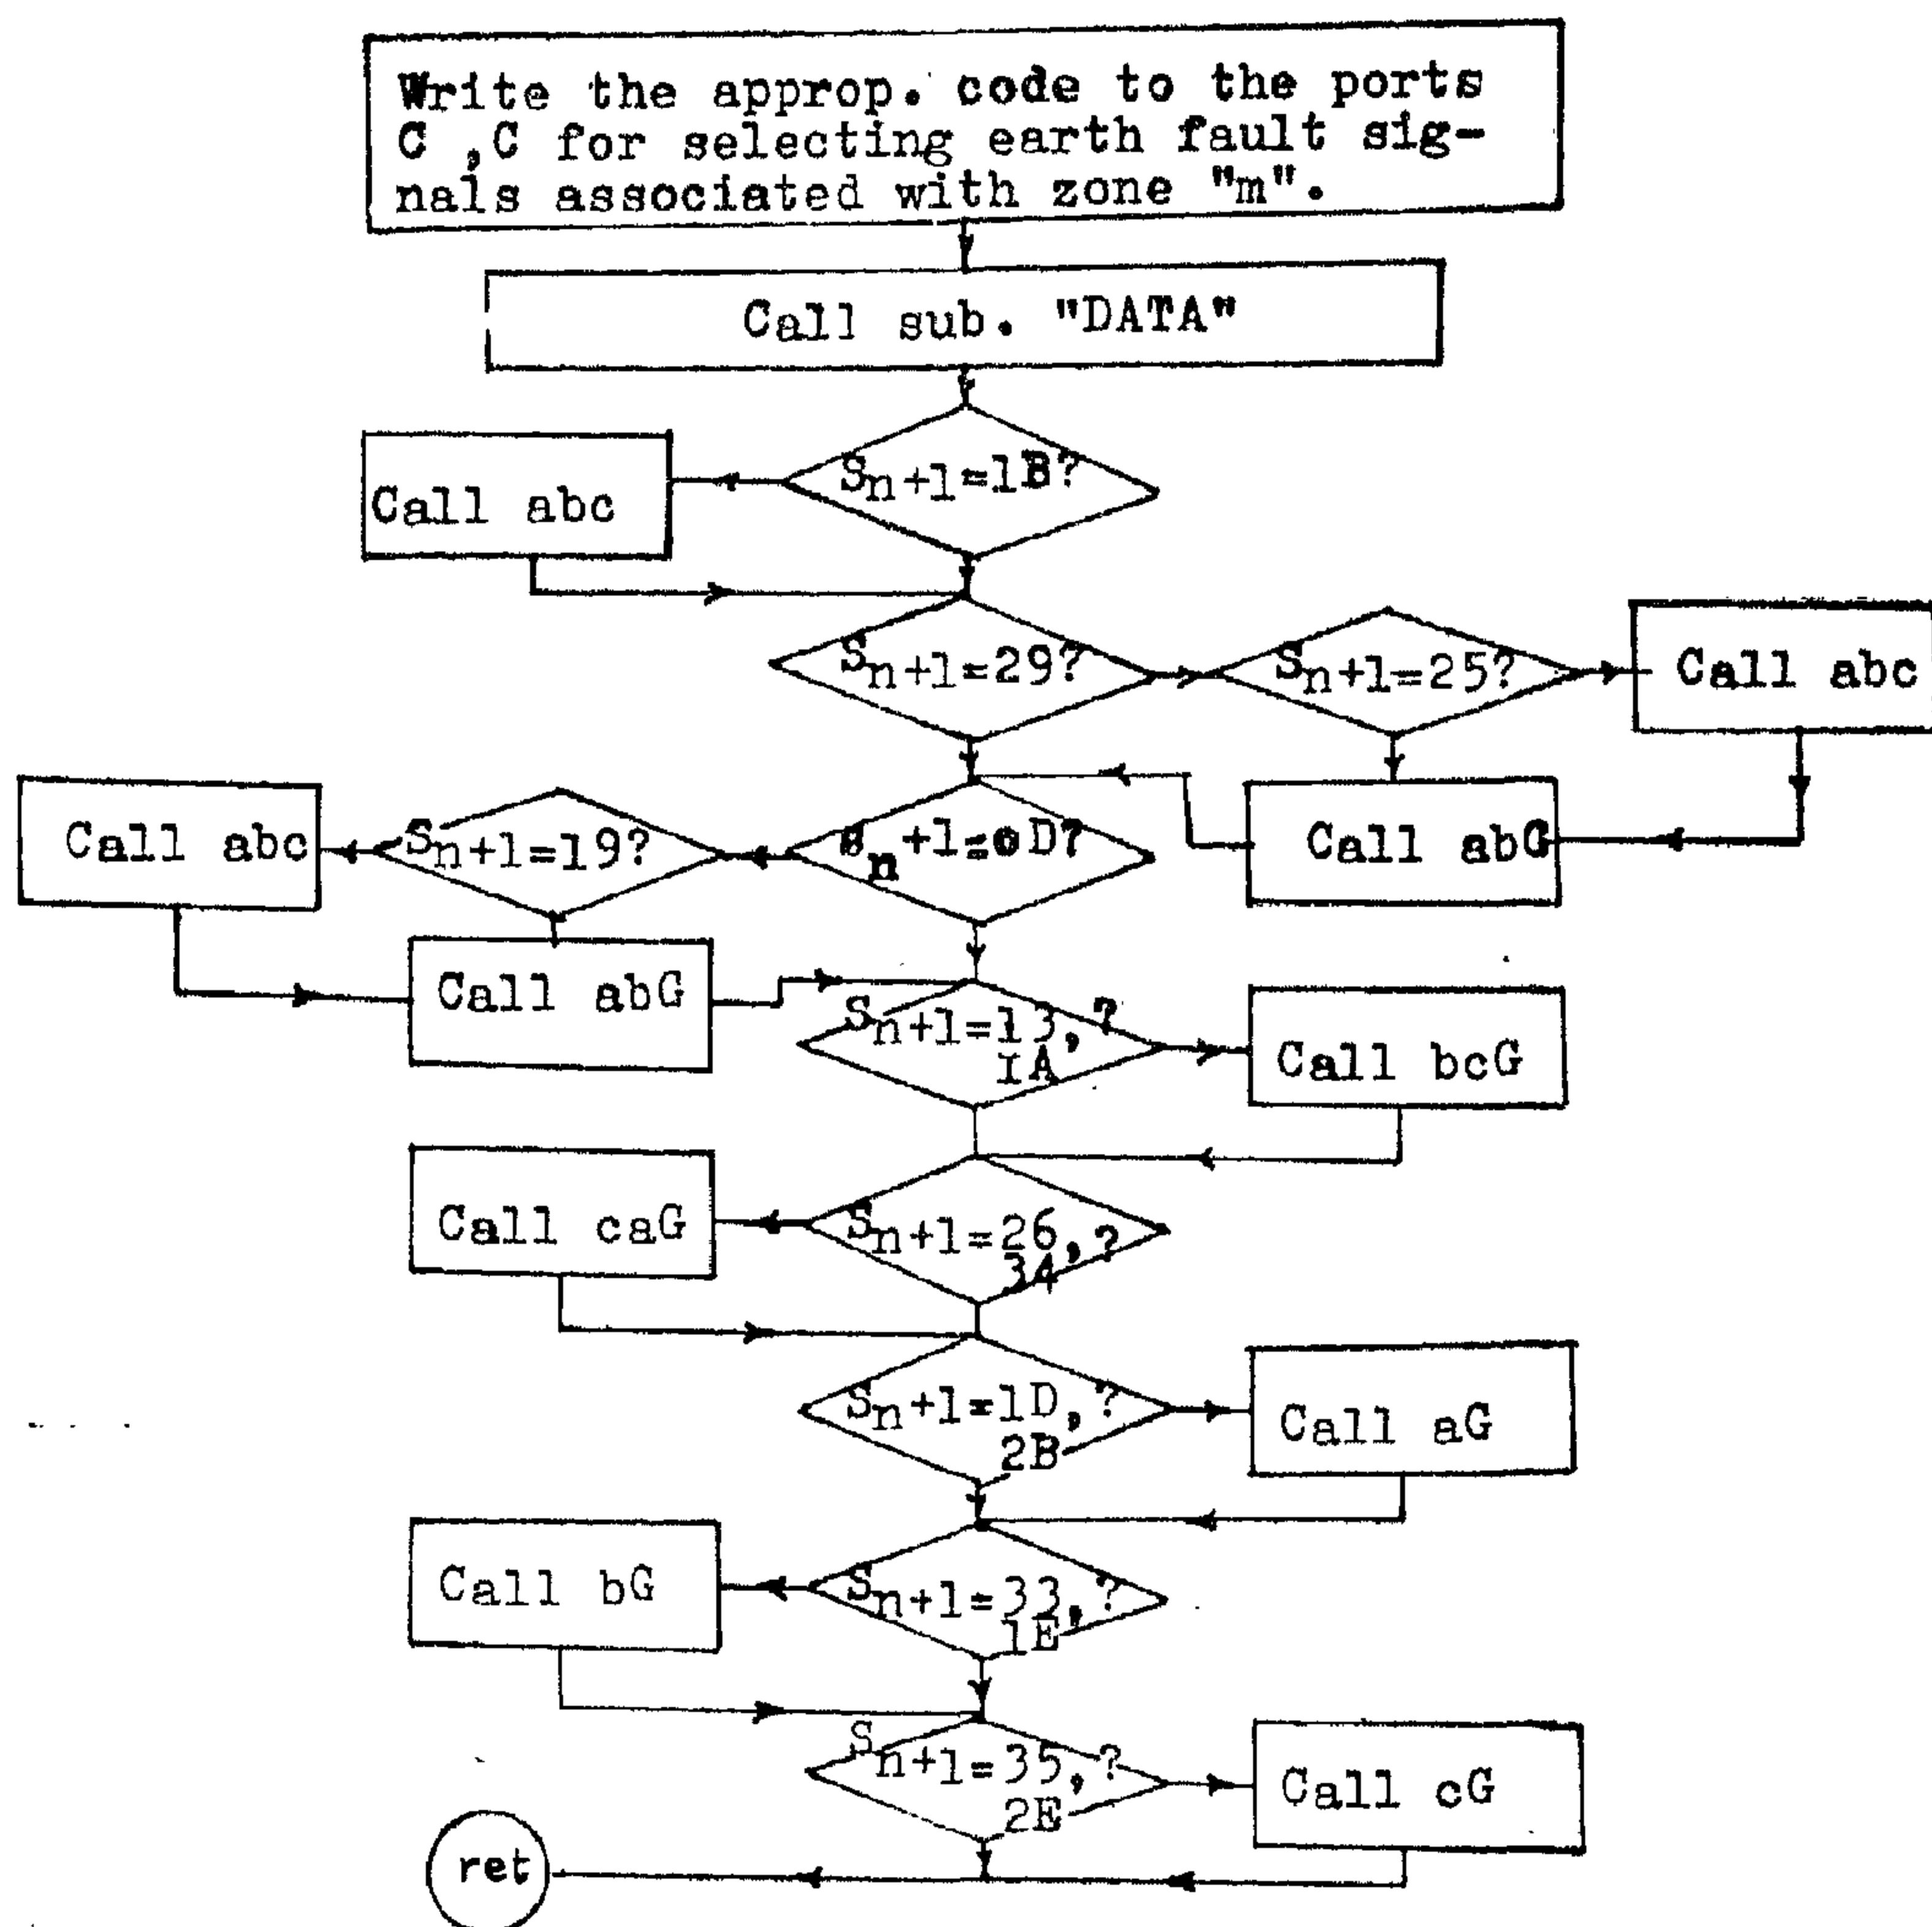 Write the approp. code to the ports
C ,C for selecting earth fault sig-
nals associated with zone "m".
Call sub. "DATA"
Sn+1=1B?
Call abc
Sn+1=29?
Sn+1=25?
Call abc
Call abc
Sn+1=19?
sn+1=0D?
Call abG
Call abG
Sn+1=13,?
1A
Call bcG
Call caG
Sn+1=26,?
34
Sn+1=1D,?
2B
Call aG
Call bG
Sn+1=33,?
1E
Sn+1=35,?
2E
Call cG
ret